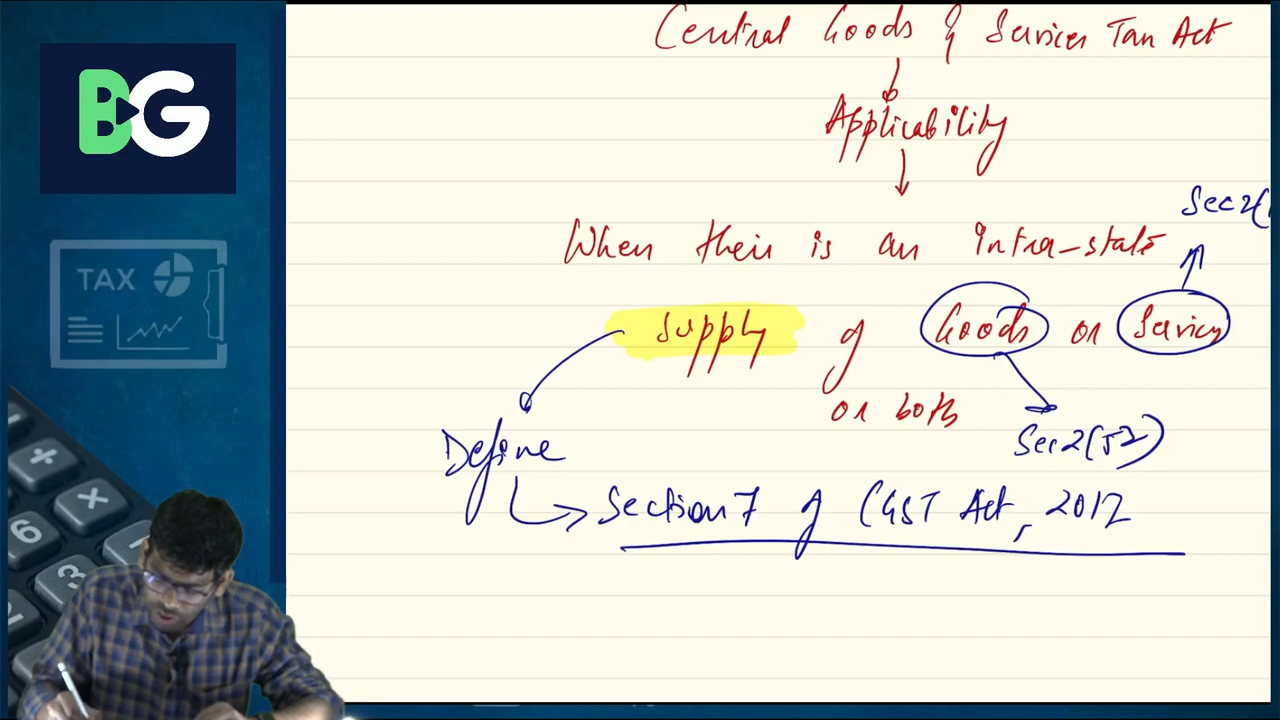 BG
TAX
Central Goods & Services Tax Act
Applicability
When their is an intra-state
Sec2(
supply of Goods or Services
or both
Define
Sec2(52)
Section 7 of CGST Act, 2017